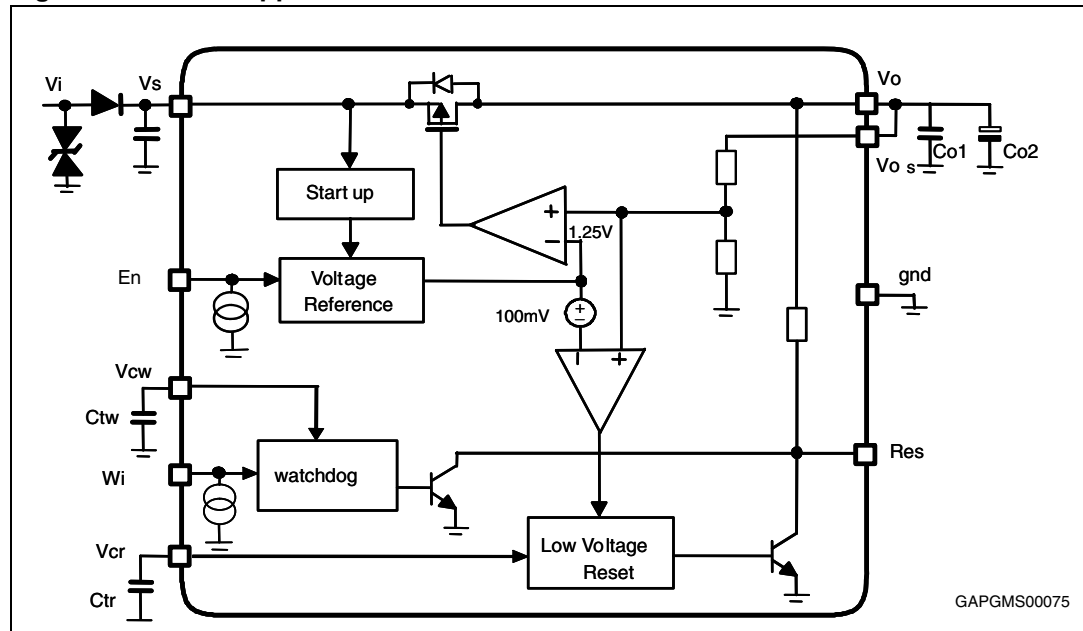 Vi
Vs
Vo
Vo s
Co1
Co2
Start up
+
1.25V
−
En
Voltage
Reference
gnd
100mV
+
−
− +
Vcw
Ctw
Wi
watchdog
Res
Vcr
Low Voltage
Reset
Ctr
GAPGMS00075